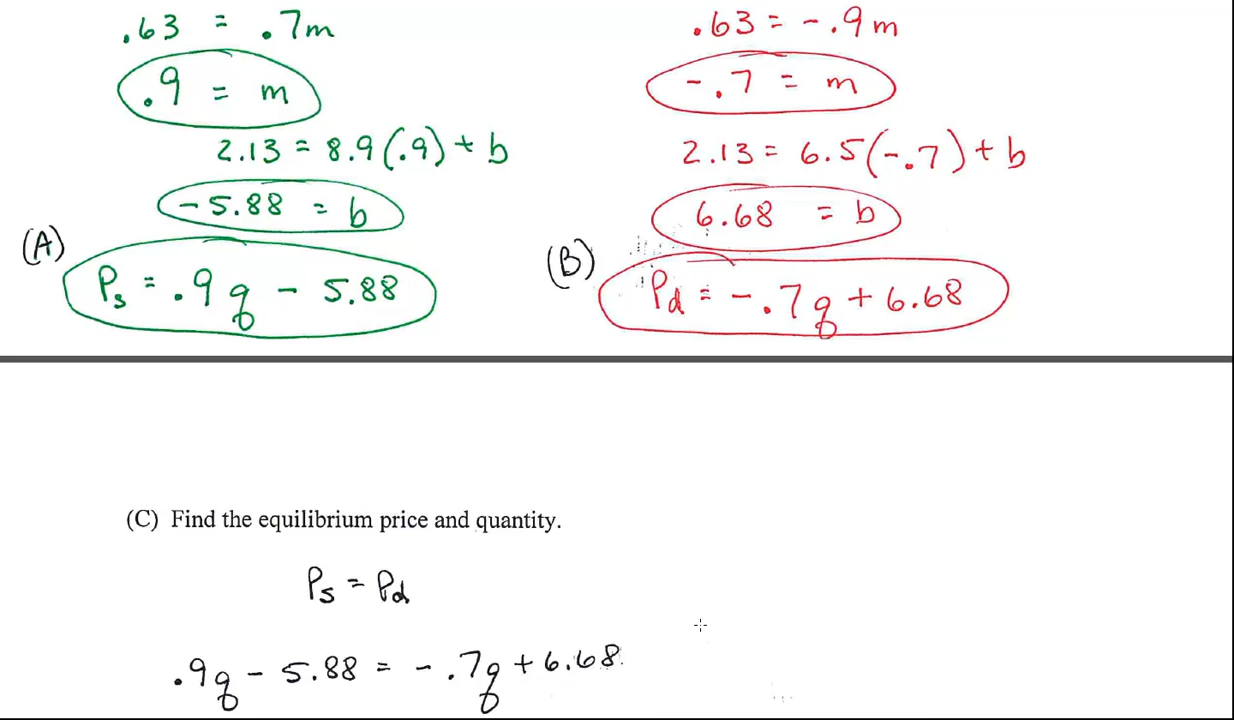 .63 = .7m
.9 = m
2.13 = 8.9(.9) + b
-5.88 = b
(A)
Ps = .9q - 5.88
.63 = -.9m
-.7 = m
2.13 = 6.5(-.7) + b
6.68 = b
(B)
Pd = -.7q + 6.68
(C) Find the equilibrium price and quantity.
Ps = Pd
.9q - 5.88 = -.7q + 6.68